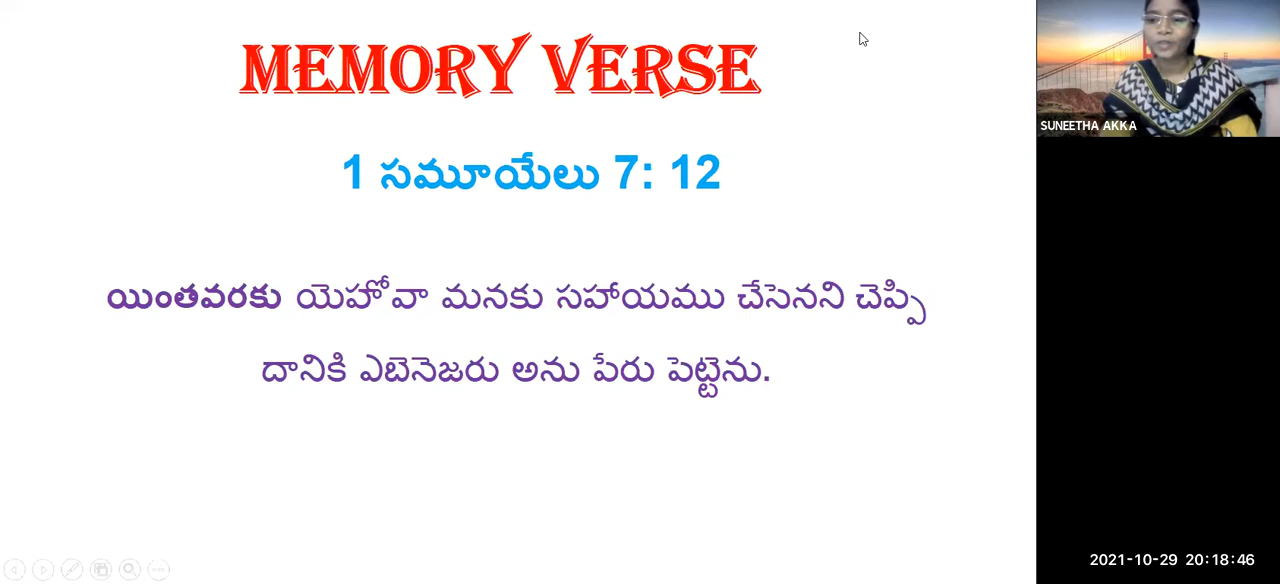 MEMORY VERSE
1 సమూయేలు 7: 12
యింతవరకు యెహోవా మనకు సహాయము చేసెనని చెప్పి
దానికి ఎబెనెజరు అను పేరు పెట్టెను.
SUNEETHA AKKA
2021-10-29 20:18:46